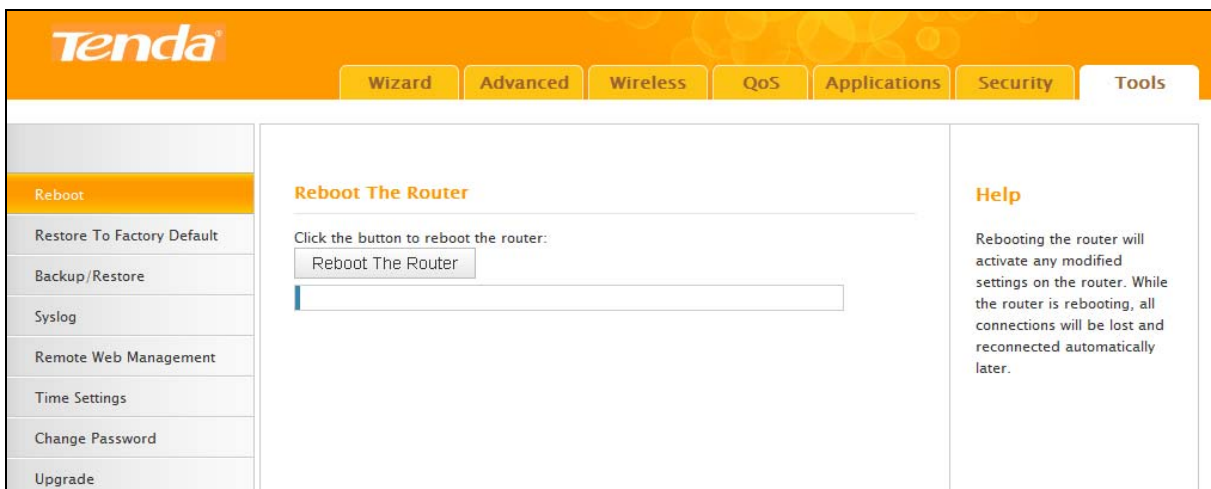 Tenda
Wizard
Advanced
Wireless
QoS
Applications
Security
Tools
Reboot
Restore To Factory Default
Backup/Restore
Syslog
Remote Web Management
Time Settings
Change Password
Upgrade
Reboot The Router
Click the button to reboot the router:
Reboot The Router
Help
Rebooting the router will
activate any modified
settings on the router. While
the router is rebooting, all
connections will be lost and
reconnected automatically
later.